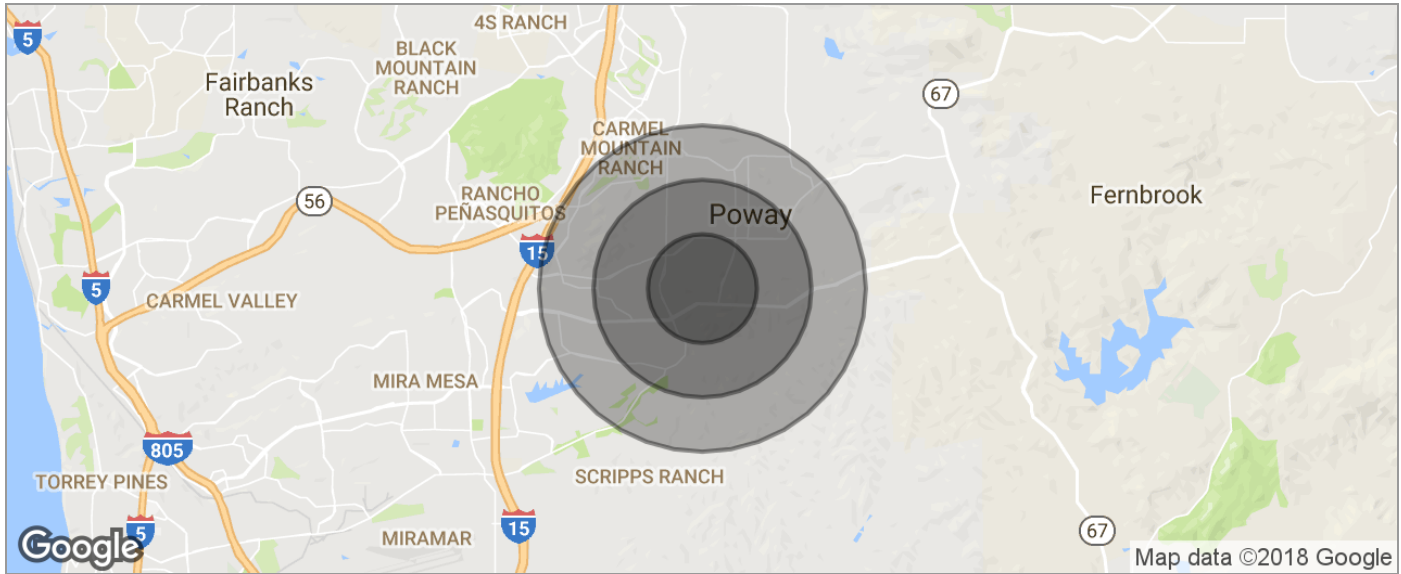 5
4S RANCH
BLACK
MOUNTAIN
RANCH
Fairbanks
Ranch
67
CARMEL
MOUNTAIN
RANCH
56
RANCHO
PEÑASQUITOS
Poway
Fernbrook
15
5
CARMEL VALLEY
MIRA MESA
805
TORREY PINES
SCRIPPS RANCH
5
15
MIRAMAR
67
Google
Map data ©2018 Google